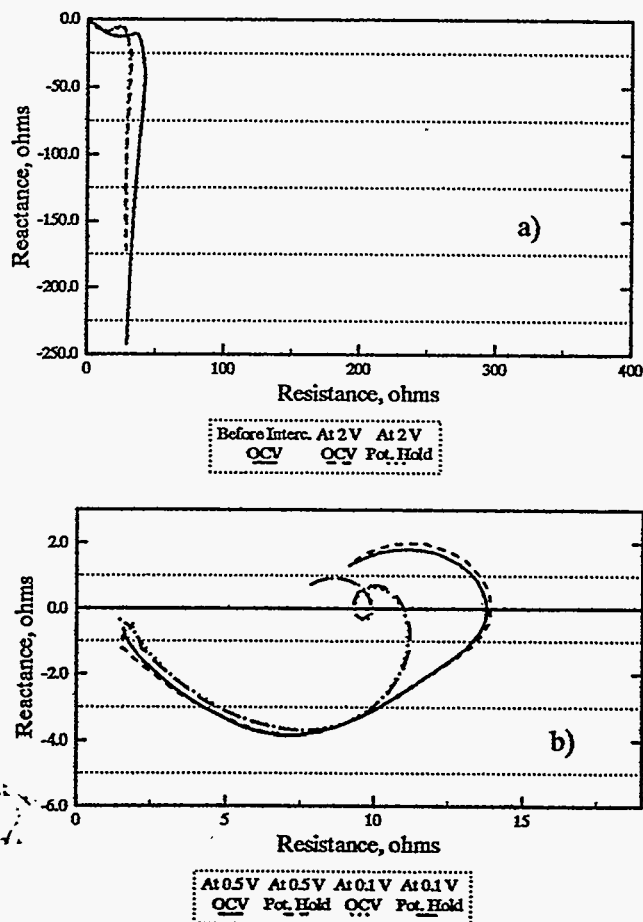 0.0
-50.0
-100.0
-150.0
-200.0
-250.0
Reactance, ohms
a)
0 100 200 300 400
Resistance, ohms
Before Interc. At 2 V At 2 V
OCV OCV Pot. Hold
2.0
0.0
-2.0
-4.0
-6.0
Reactance, ohms
b)
0 5 10 15
Resistance, ohms
At 0.5 V At 0.5 V At 0.1 V At 0.1 V
OCV Pot. Hold OCV Pot. Hold